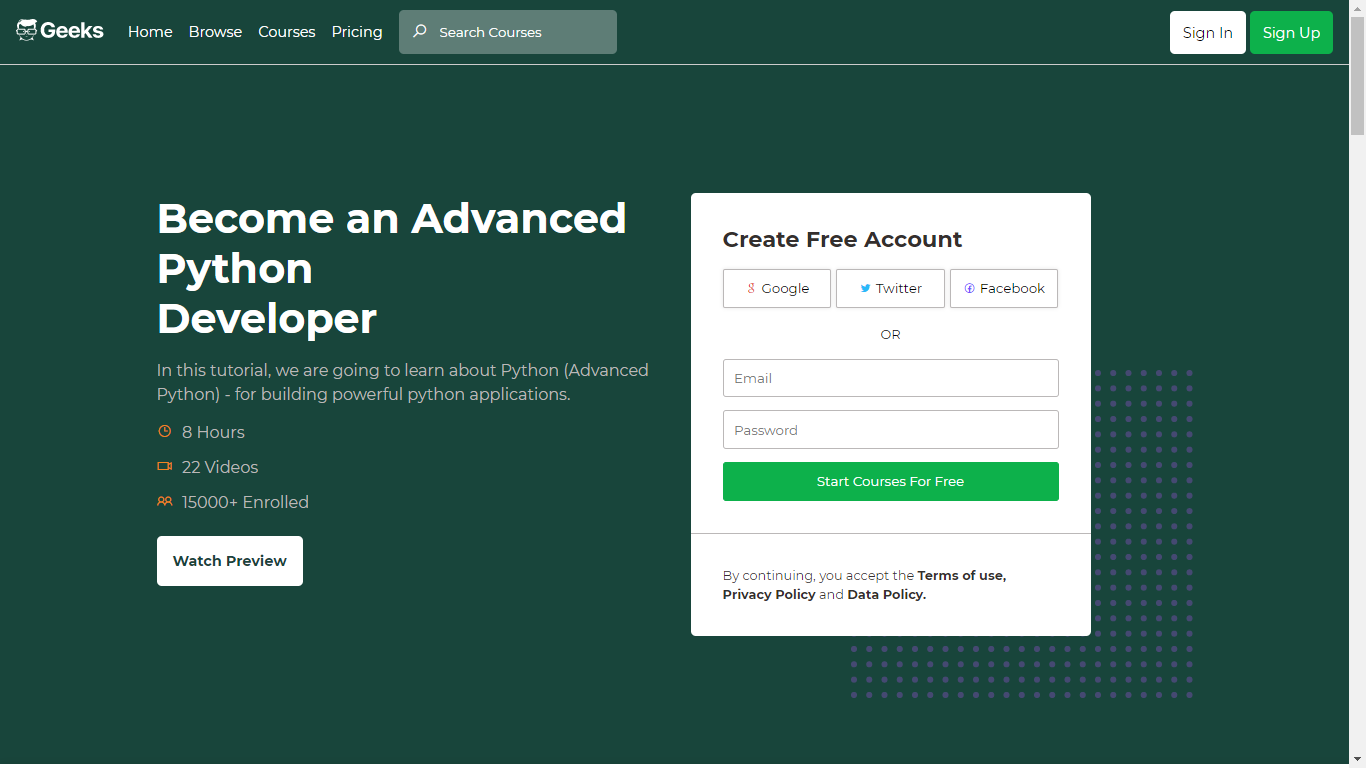 Geeks Home Browse Courses Pricing Search Courses Sign In Sign Up
Become an Advanced
Python
Developer
In this tutorial, we are going to learn about Python (Advanced
Python) - for building powerful python applications.
8 Hours
22 Videos
15000+ Enrolled
Watch Preview
Create Free Account
Google Twitter Facebook
OR
Email
Password
Start Courses For Free
By continuing, you accept the Terms of use,
Privacy Policy and Data Policy.